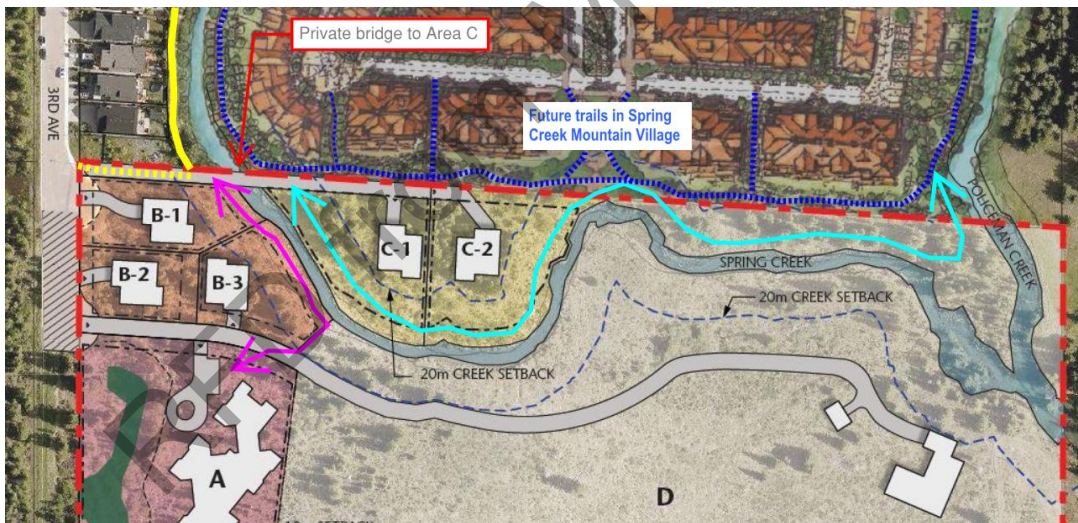 Private bridge to Area C
3RD AVE
Future trails in Spring
Creek Mountain Village
POLICEMAN CREEK
B-1
B-2
B-3
C-1
C-2
SPRING CREEK
20m CREEK SETBACK
20m CREEK SETBACK
A
D
SETBACK